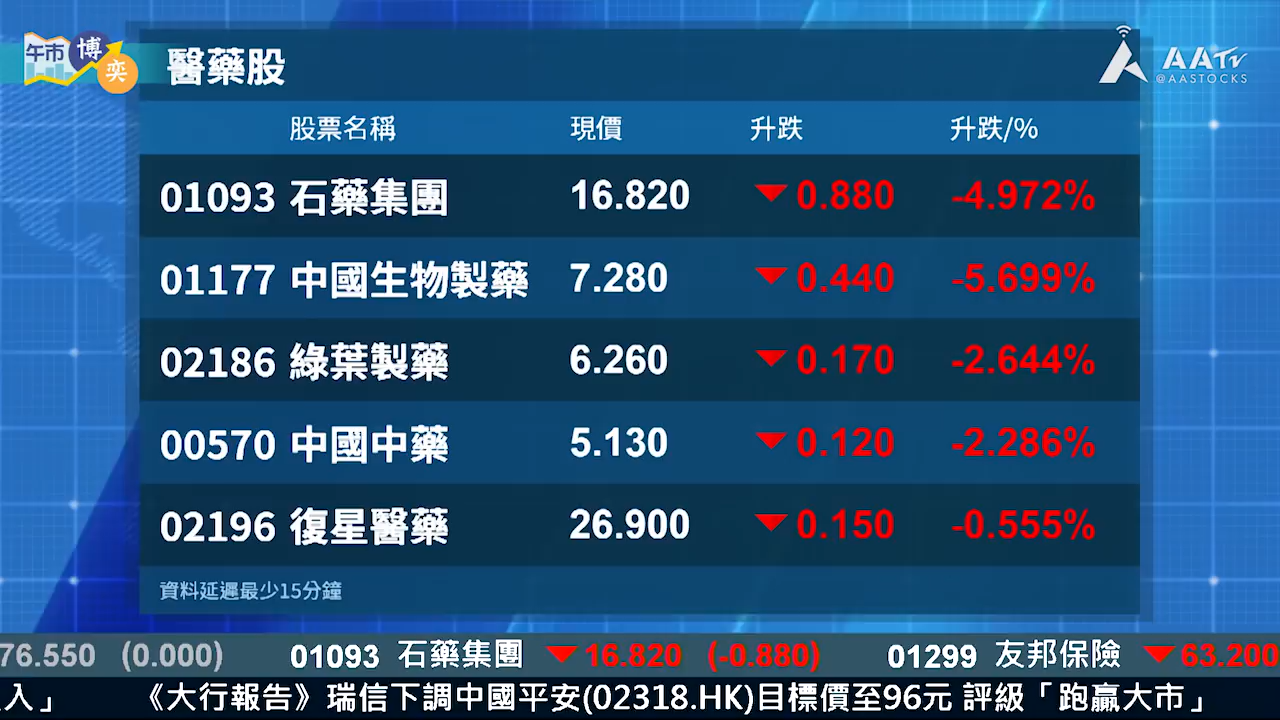 午市博奕
醫藥股
AATV
@AASTOCKS
股票名稱 現價 升跌 升跌/%
01093 石藥集團 16.820 ▼ 0.880 -4.972%
01177 中國生物製藥 7.280 ▼ 0.440 -5.699%
02186 綠葉製藥 6.260 ▼ 0.170 -2.644%
00570 中國中藥 5.130 ▼ 0.120 -2.286%
02196 復星醫藥 26.900 ▼ 0.150 -0.555%
資料延遲最少15分鐘
76.550 (0.000) 01093 石藥集團 ▼ 16.820 (-0.880) 01299 友邦保險 ▼ 63.200
入」 《大行報告》瑞信下調中國平安(02318.HK)目標價至96元 評級「跑贏大市」